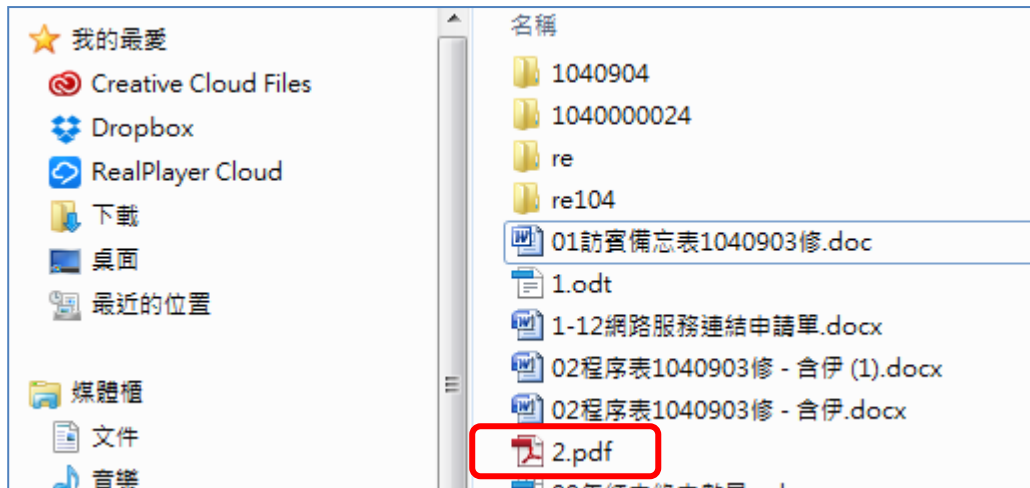 我的最愛
Creative Cloud Files
Dropbox
RealPlayer Cloud
下載
桌面
最近的位置
媒體櫃
文件
音樂
名稱
1040904
1040000024
re
re104
01訪賓備忘表1040903修.doc
1.odt
1-12網路服務連結申請單.docx
02程序表1040903修 - 含伊 (1).docx
02程序表1040903修 - 含伊.docx
2.pdf